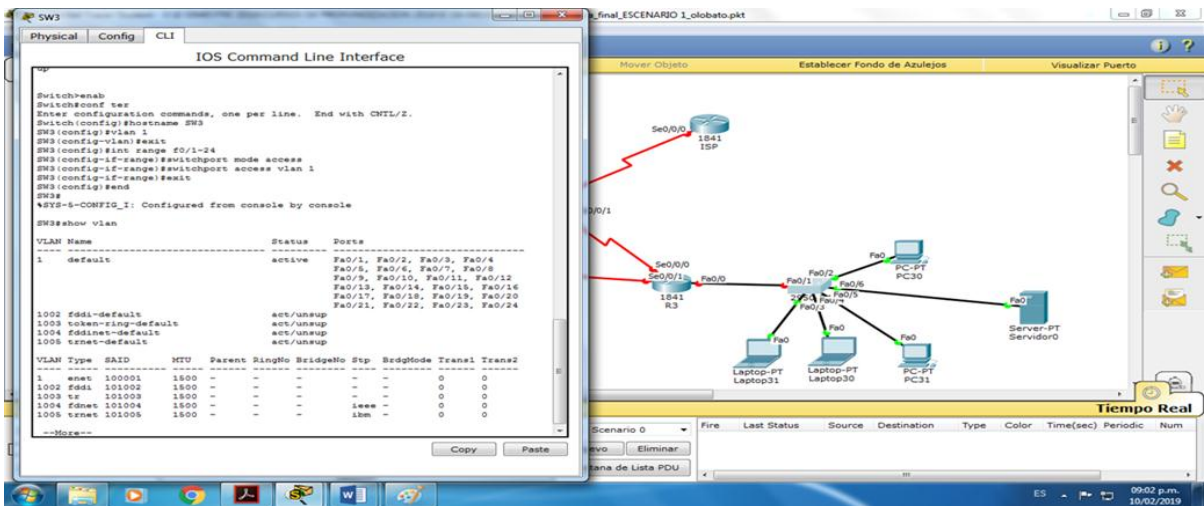 SW3
Physical Config CLI
IOS Command Line Interface
up
Switch>enab
Switch#conf ter
Enter configuration commands, one per line. End with CNTL/Z.
Switch(config)#hostname SW3
SW3(config)#vlan 1
SW3(config-vlan)#exit
SW3(config)#int range f0/1-24
SW3(config-if-range)#switchport mode access
SW3(config-if-range)#switchport access vlan 1
SW3(config-if-range)#exit
SW3(config)#end
SW3#
%SYS-5-CONFIG_I: Configured from console by console
SW3#show vlan
VLAN Name Status Ports
---- -------------------------------- --------- -------------------------------
1 default active Fa0/1, Fa0/2, Fa0/3, Fa0/4
Fa0/5, Fa0/6, Fa0/7, Fa0/8
Fa0/9, Fa0/10, Fa0/11, Fa0/12
Fa0/13, Fa0/14, Fa0/15, Fa0/16
Fa0/17, Fa0/18, Fa0/19, Fa0/20
Fa0/21, Fa0/22, Fa0/23, Fa0/24
1002 fddi-default act/unsup
1003 token-ring-default act/unsup
1004 fddinet-default act/unsup
1005 trnet-default act/unsup
VLAN Type SAID MTU Parent RingNo BridgeNo Stp BrdgMode Trans1 Trans2
---- ----- ---------- ----- ------ ------ -------- ---- -------- ------ ------
1 enet 100001 1500 - - - - - 0 0
1002 fddi 101002 1500 - - - - - 0 0
1003 tr 101003 1500 - - - - - 0 0
1004 fdnet 101004 1500 - - - ieee - 0 0
1005 trnet 101005 1500 - - - ibm - 0 0
--More--
Copy Paste
_final_ESCENARIO 1_olobato.pkt
Mover Objeto Establecer Fondo de Azulejos Visualizar Puerto
Se0/0/0
1841
ISP
0/0/1
Se0/0/0
Se0/0/1
Fa0/0
1841
R3
Fa0/1
Fa0/2
Fa0/6
Fa0/5
Fa0/4
Fa0/3
Fa0
PC-PT
PC30
Fa0
Server-PT
Servidor0
Fa0
Laptop-PT
Laptop31
Fa0
Laptop-PT
Laptop30
Fa0
PC-PT
PC31
Tiempo Real
Scenario 0
evo Eliminar
tana de Lista PDU
Fire Last Status Source Destination Type Color Time(sec) Periodic Num
ES
09:02 p.m.
10/02/2019